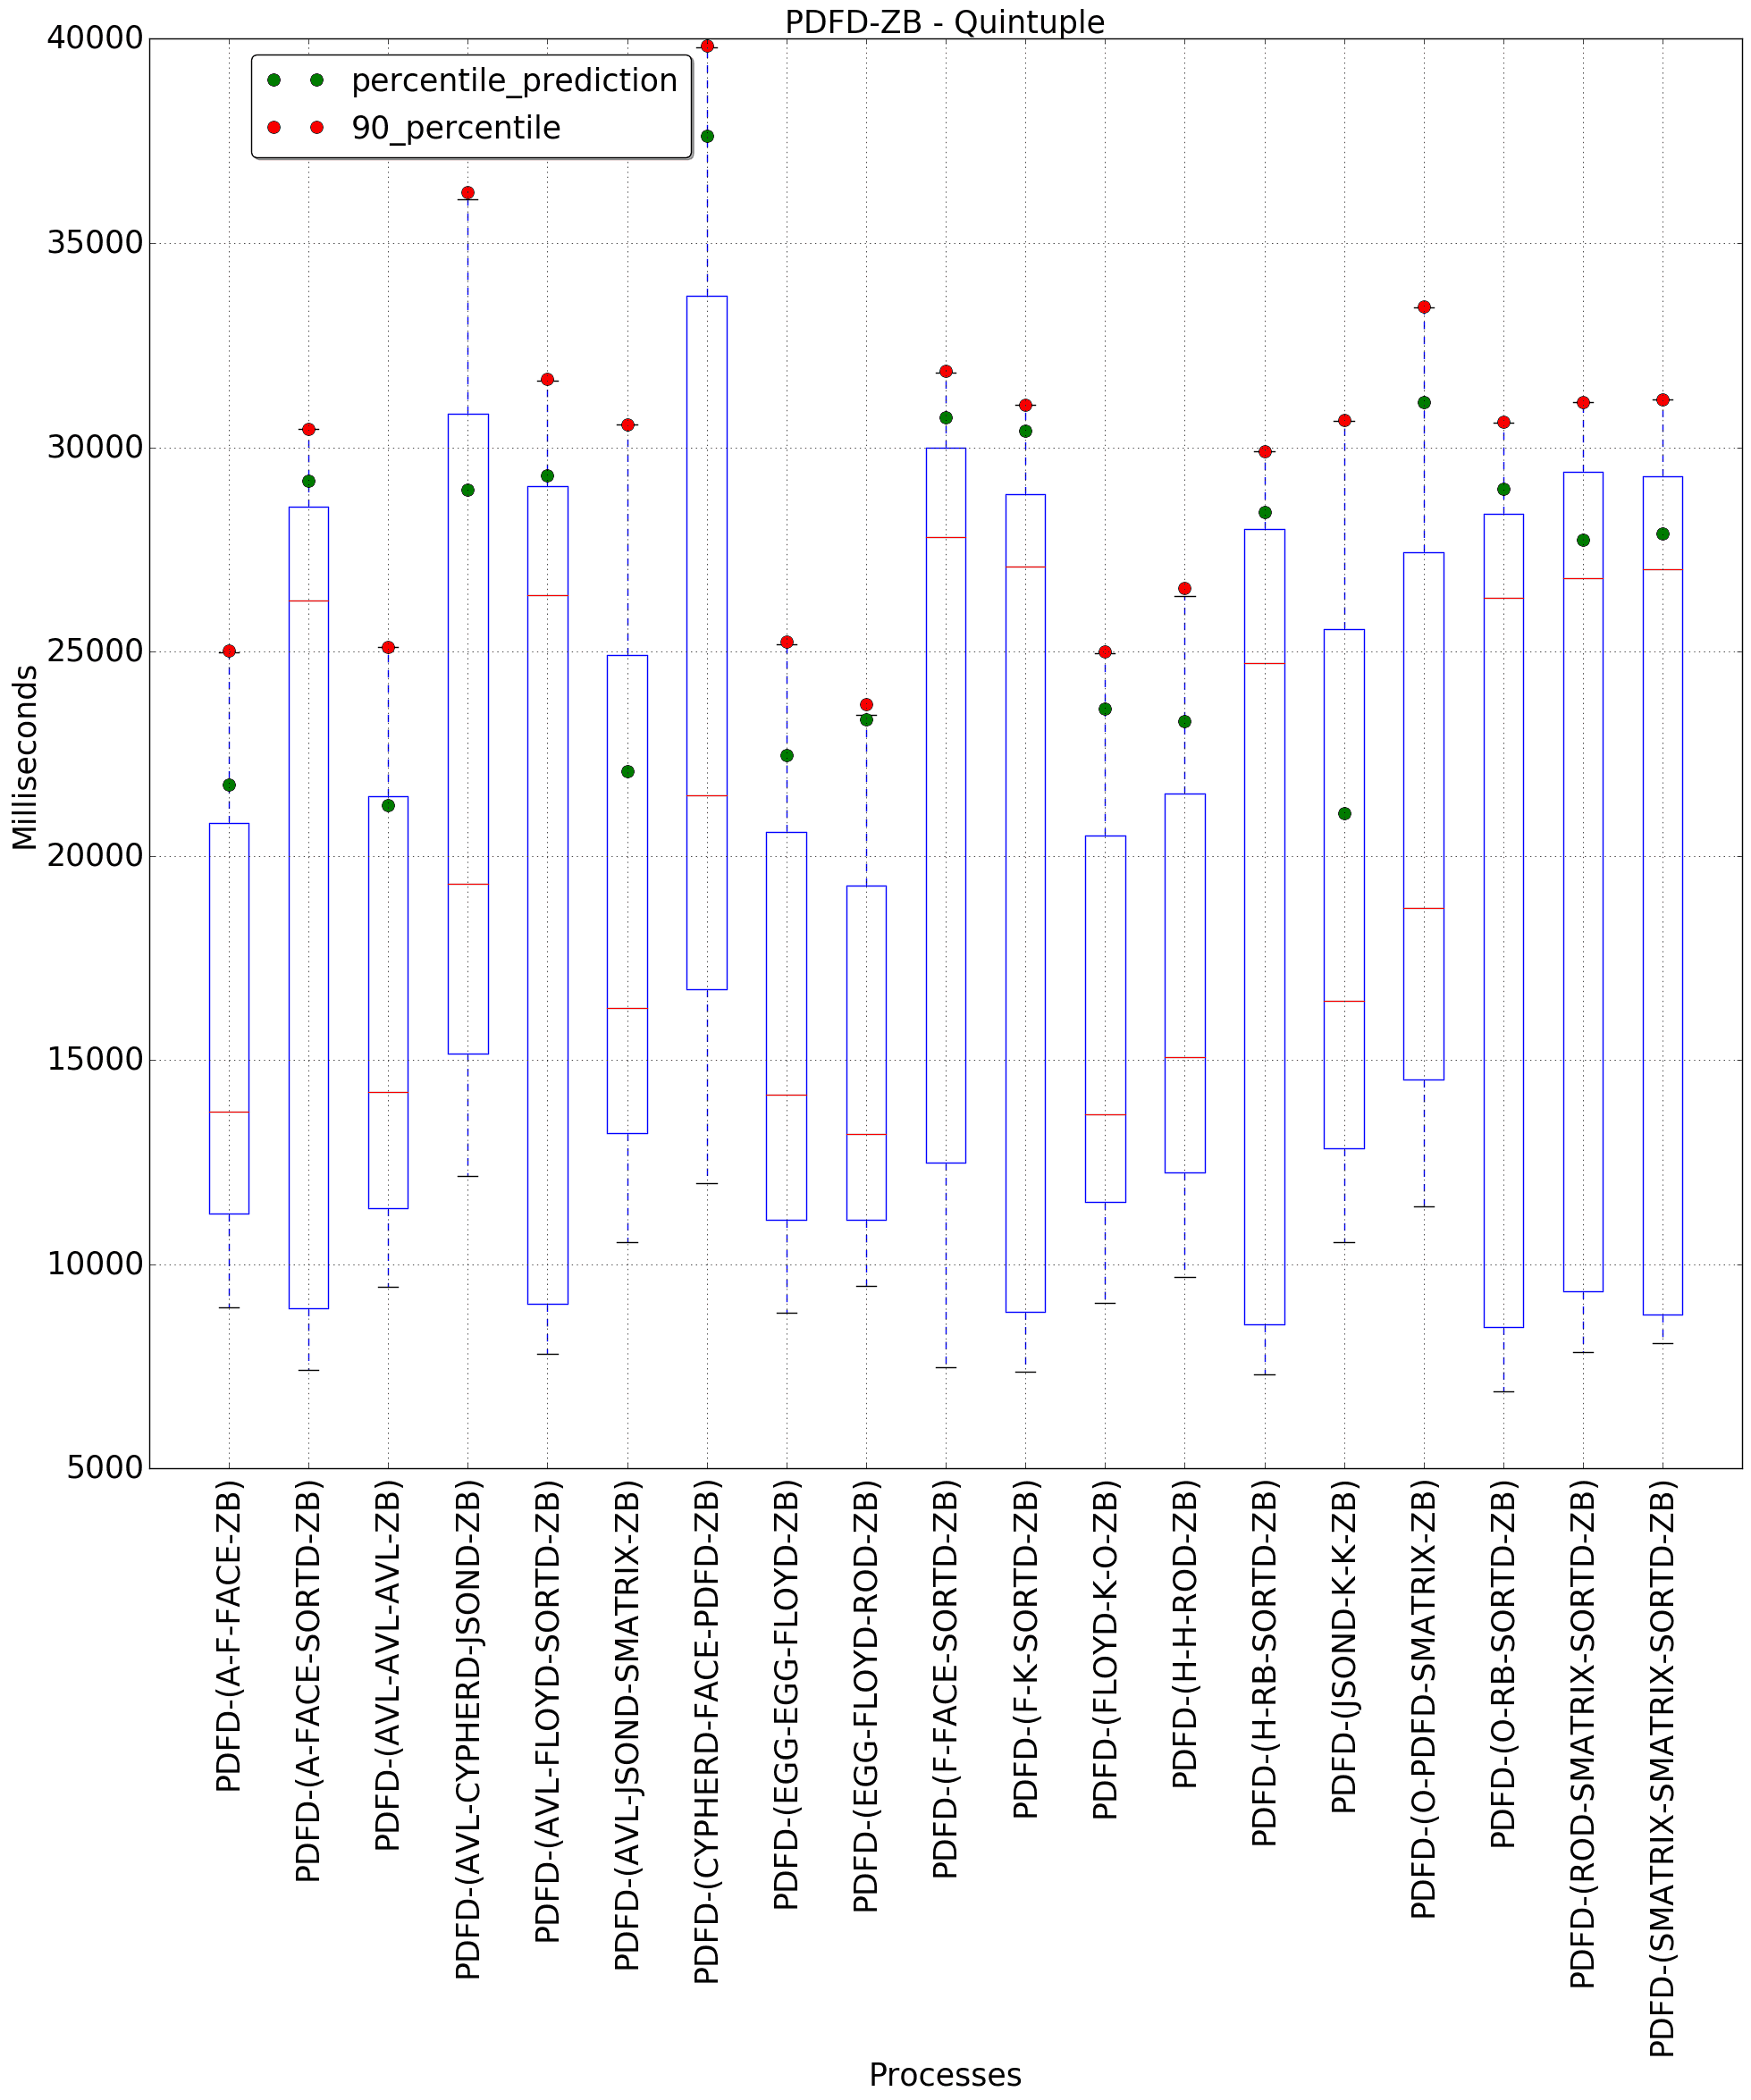 PDFD-ZB - Quintuple
percentile_prediction
90_percentile
40000
35000
30000
25000
20000
15000
10000
5000
Milliseconds
PDFD-(A-F-FACE-ZB)
PDFD-(A-FACE-SORTD-ZB)
PDFD-(AVL-AVL-AVL-ZB)
PDFD-(AVL-CYPHERD-JSOND-ZB)
PDFD-(AVL-FLOYD-SORTD-ZB)
PDFD-(AVL-JSOND-SMATRIX-ZB)
PDFD-(CYPHERD-FACE-PDFD-ZB)
PDFD-(EGG-EGG-FLOYD-ZB)
PDFD-(EGG-FLOYD-ROD-ZB)
PDFD-(F-FACE-SORTD-ZB)
PDFD-(F-K-SORTD-ZB)
PDFD-(FLOYD-K-O-ZB)
PDFD-(H-H-ROD-ZB)
PDFD-(H-RB-SORTD-ZB)
PDFD-(JSOND-K-K-ZB)
PDFD-(O-PDFD-SMATRIX-ZB)
PDFD-(O-RB-SORTD-ZB)
PDFD-(ROD-SMATRIX-SORTD-ZB)
PDFD-(SMATRIX-SMATRIX-SORTD-ZB)
Processes